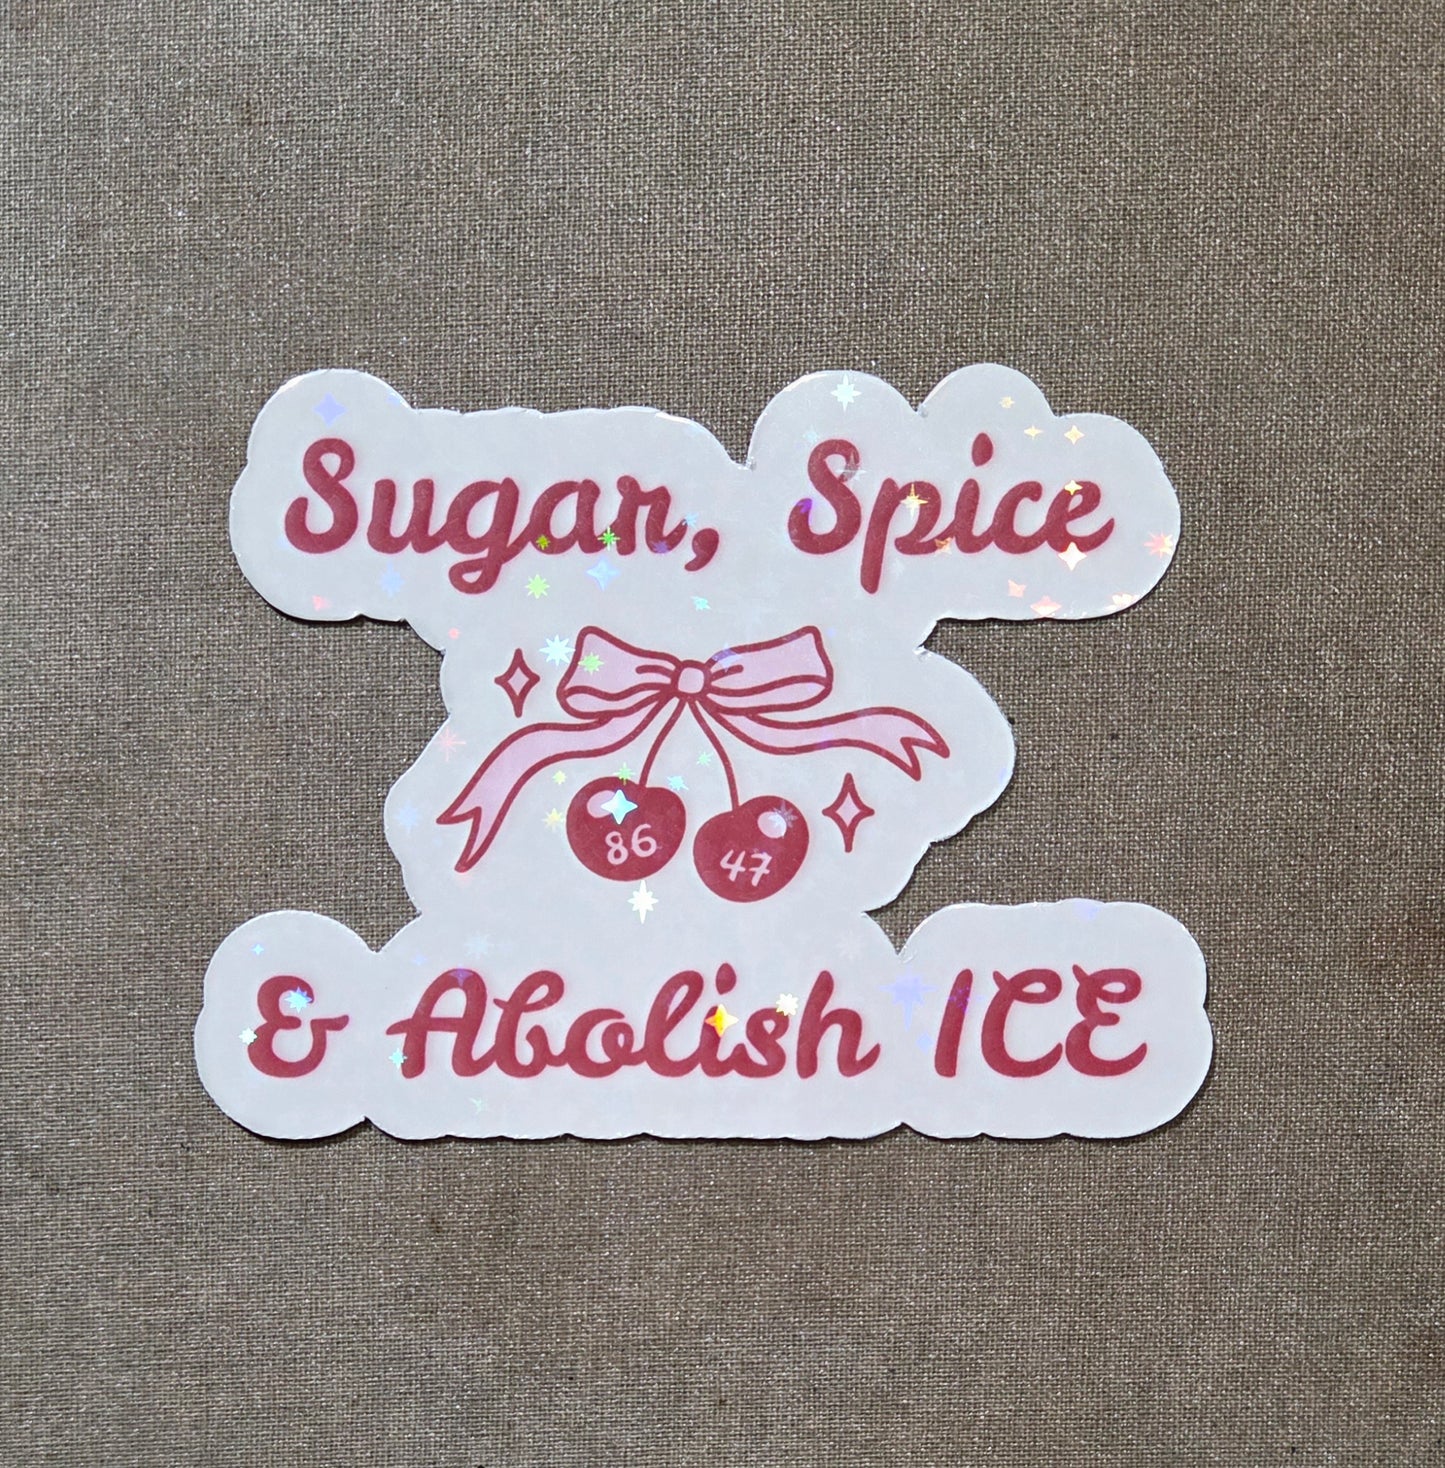 Sugar, Spice
86 47
& Abolish ICE